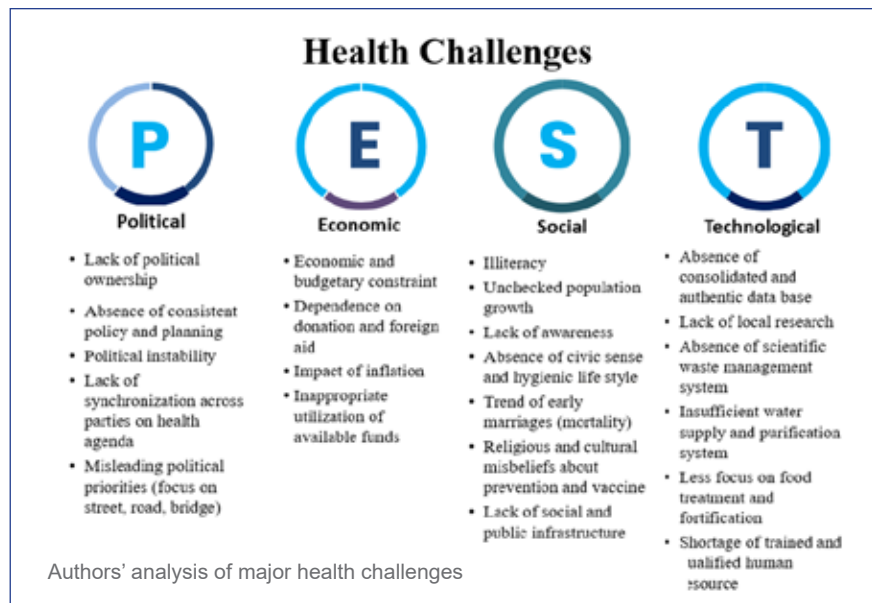 Health Challenges
P
Political
• Lack of political
ownership
• Absence of consistent
policy and planning
• Political instability
• Lack of
synchronization across
parties on health
agenda
• Misleading political
priorities (focus on
street, road, bridge)
E
Economic
• Economic and
budgetary constraint
• Dependence on
donation and foreign
aid
• Impact of inflation
• Inappropriate
utilization of
available funds
S
Social
• Illiteracy
• Unchecked population
growth
• Lack of awareness
• Absence of civic sense
and hygienic life style
• Trend of early
marriages (mortality)
• Religious and cultural
misbeliefs about
prevention and vaccine
• Lack of social and
public infrastructure
T
Technological
• Absence of
consolidated and
authentic data base
• Lack of local research
• Absence of scientific
waste management
system
• Insufficient water
supply and purification
system
• Less focus on food
treatment and
fortification
• Shortage of trained and
ualified human
esource
Authors’ analysis of major health challenges